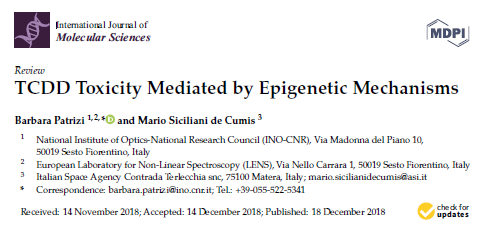 International Journal of
Molecular Sciences
MDPI
Review
TCDD Toxicity Mediated by Epigenetic Mechanisms
Barbara Patrizi 1,2,* iD and Mario Siciliani de Cumis 3
1 National Institute of Optics-National Research Council (INO-CNR), Via Madonna del Piano 10,
50019 Sesto Fiorentino, Italy
2 European Laboratory for Non-Linear Spectroscopy (LENS), Via Nello Carrara 1, 50019 Sesto Fiorentino, Italy
3 Italian Space Agency Contrada Terlecchia snc, 75100 Matera, Italy; mario.sicilianidecumis@asi.it
* Correspondence: barbara.patrizi@ino.cnr.it; Tel.: +39-055-522-5341
Received: 14 November 2018; Accepted: 14 December 2018; Published: 18 December 2018
check for
updates